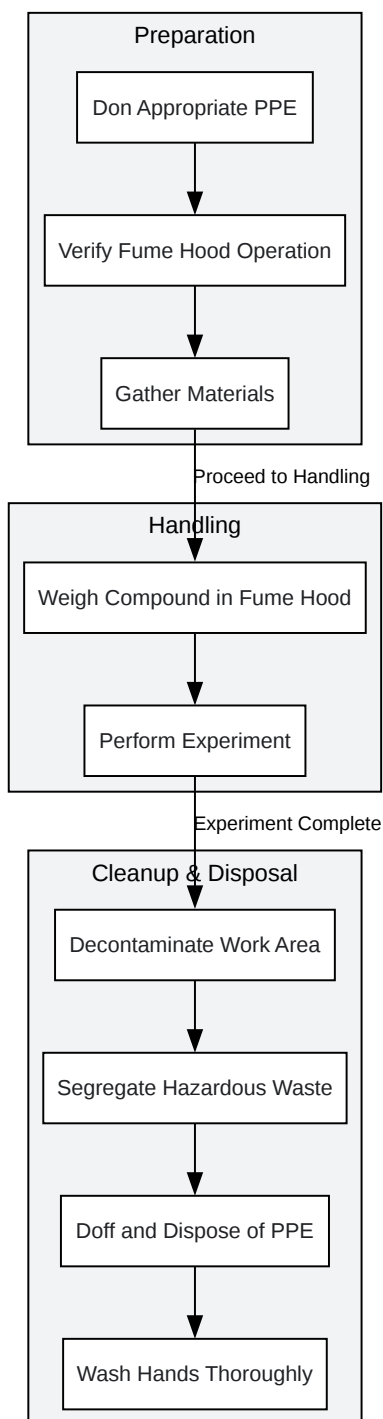 Preparation
Don Appropriate PPE
Verify Fume Hood Operation
Gather Materials
Proceed to Handling
Handling
Weigh Compound in Fume Hood
Perform Experiment
Experiment Complete
Cleanup & Disposal
Decontaminate Work Area
Segregate Hazardous Waste
Doff and Dispose of PPE
Wash Hands Thoroughly